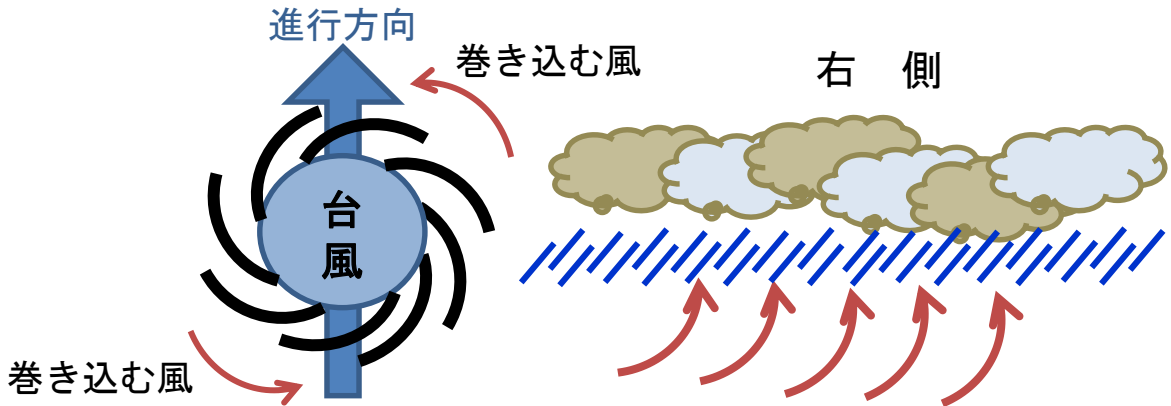 進行方向
巻き込む風
右　側
台
風
巻き込む風